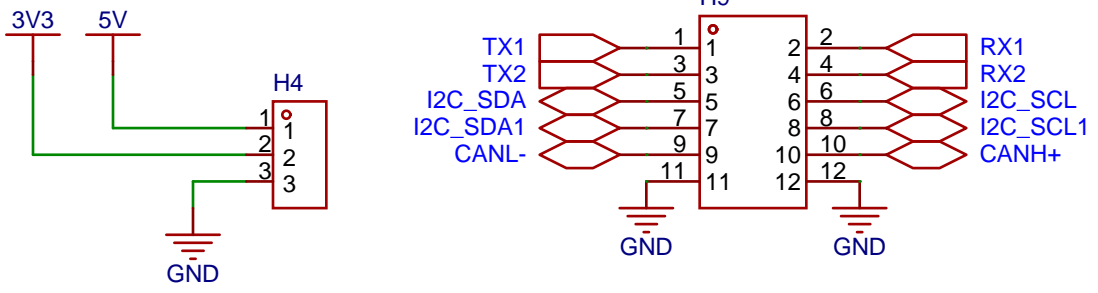 3V3 5V
H4
1 1
2 2
3 3
GND
TX1 1 1 2 2 RX1
TX2 3 3 4 4 RX2
I2C_SDA 5 5 6 6 I2C_SCL
I2C_SDA1 7 7 8 8 I2C_SCL1
CANL- 9 9 10 10 CANH+
11 11 12 12
GND GND